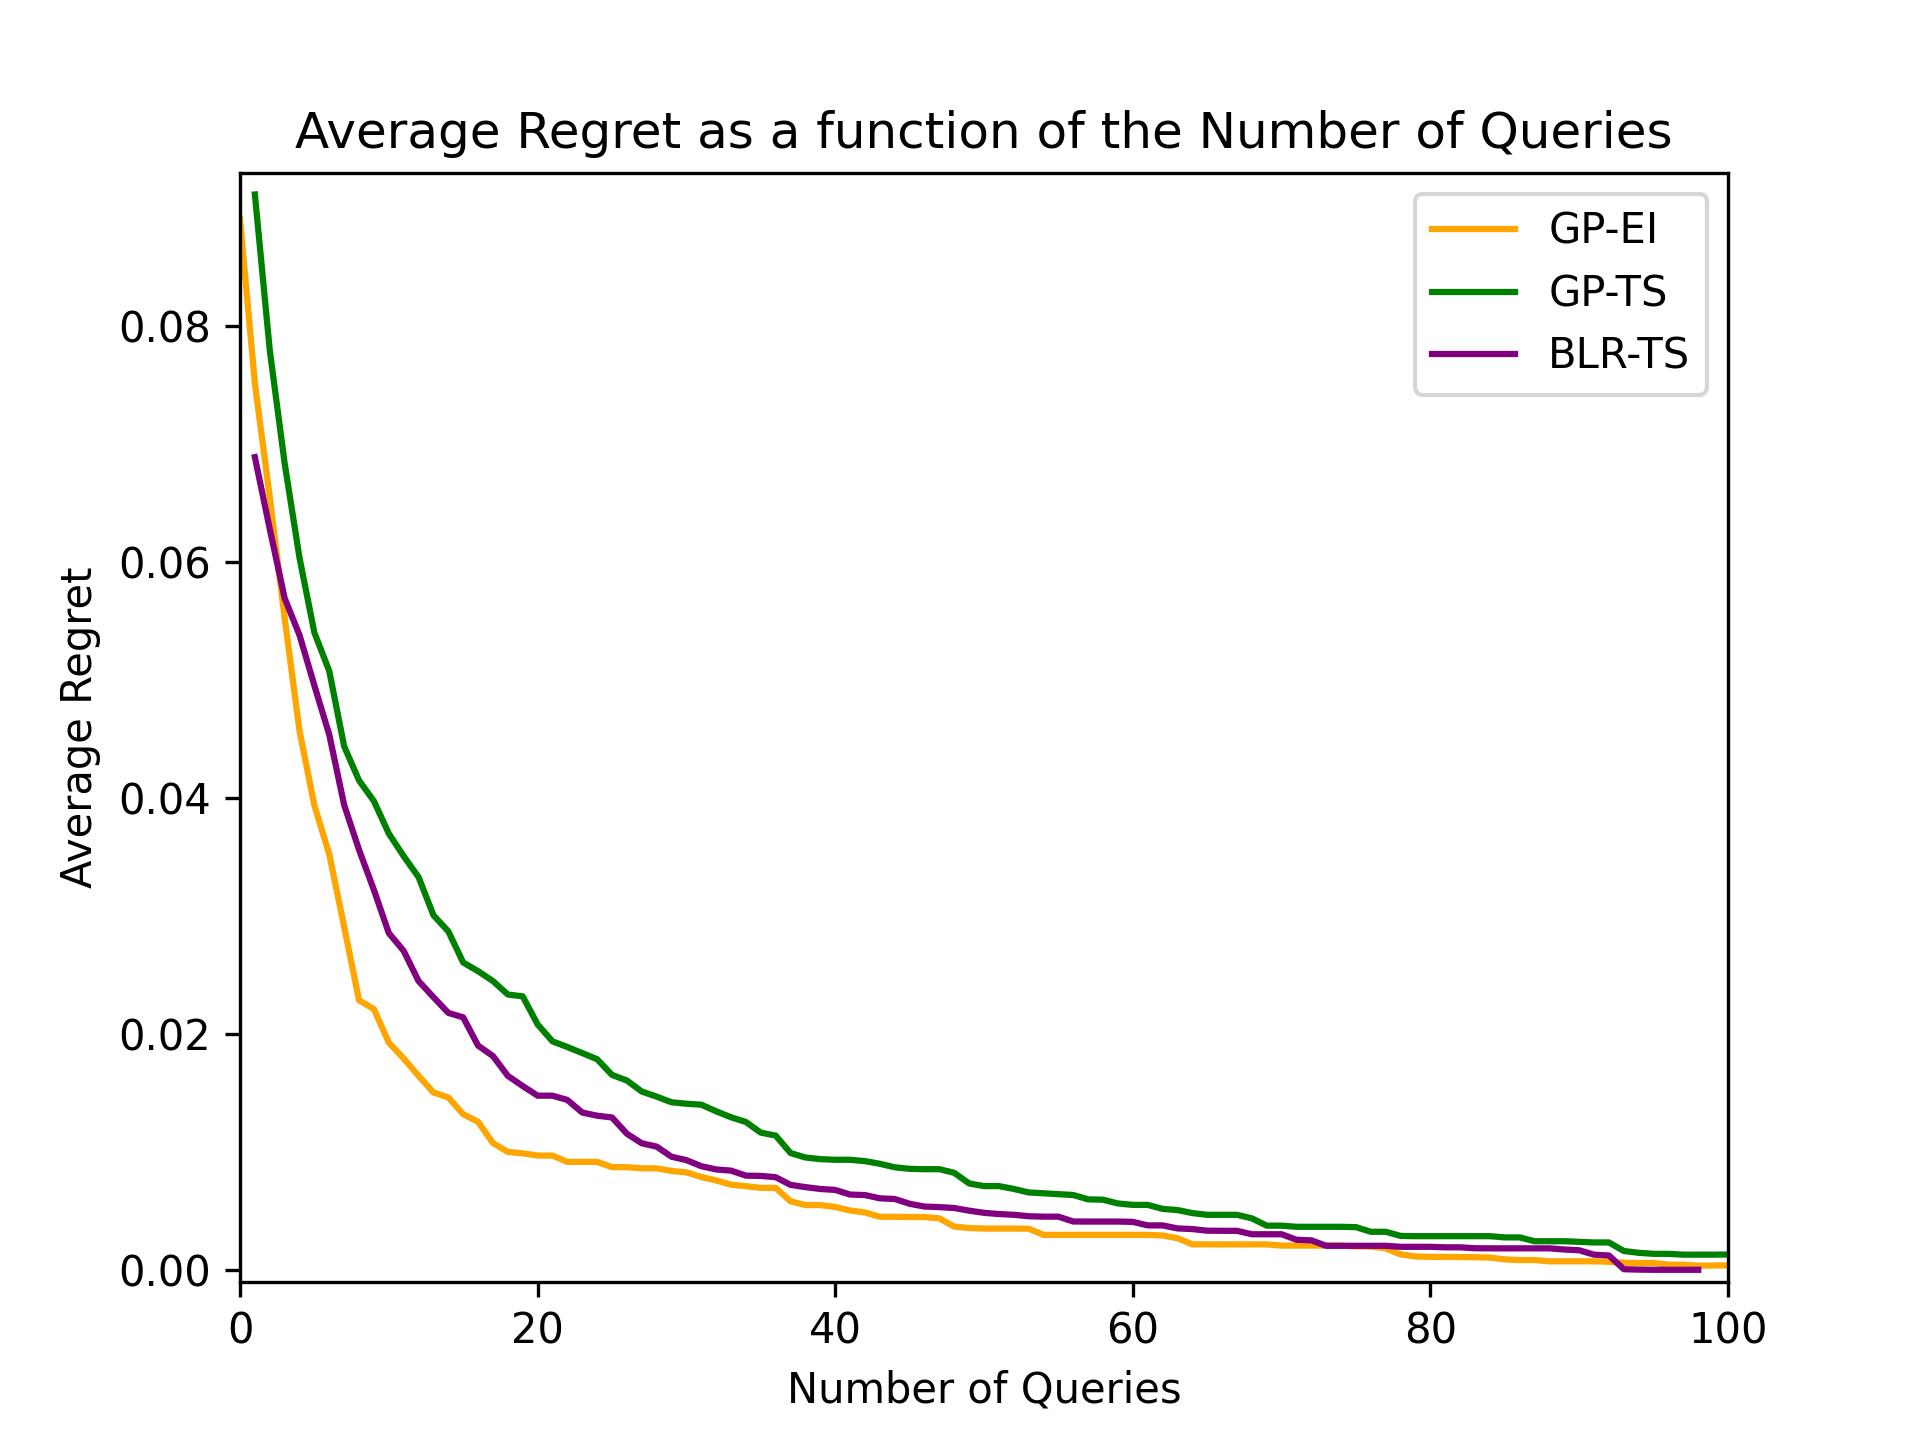 Average Regret as a function of the Number of Queries
GP-EI
GP-TS
BLR-TS
Average Regret
0.08
0.06
0.04
0.02
0.00
0 20 40 60 80 100
Number of Queries